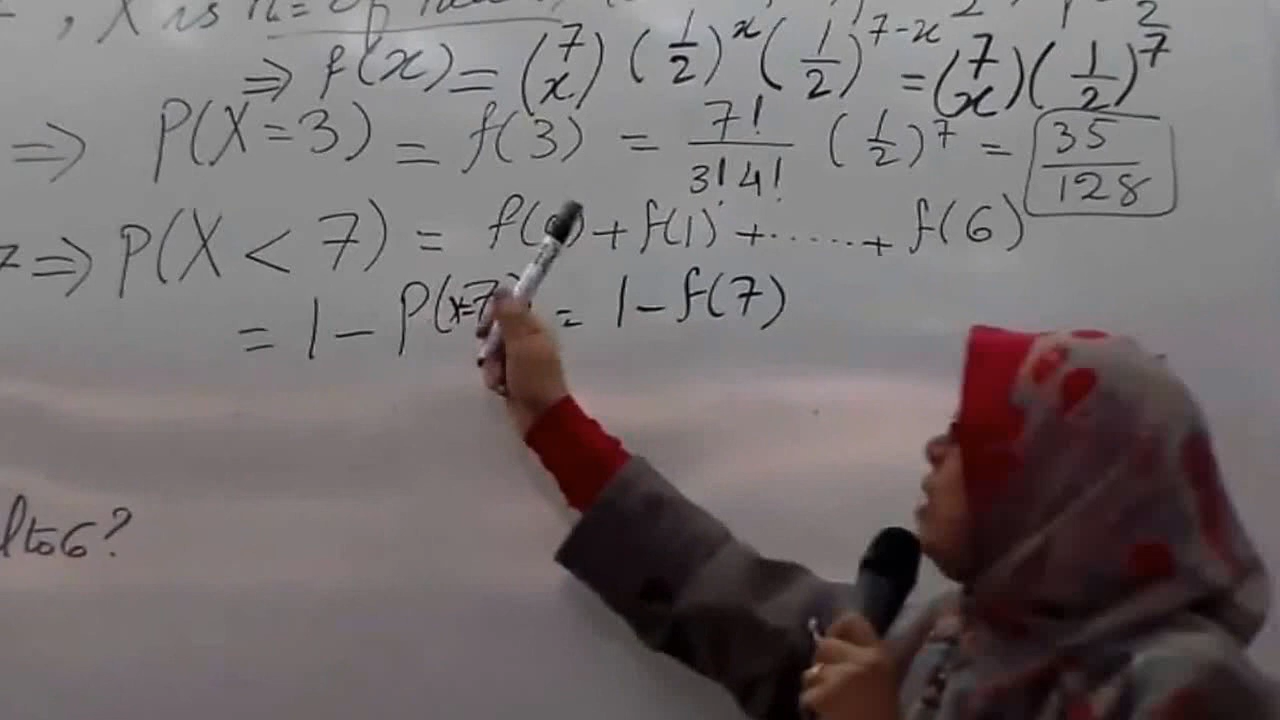 , X is n= of
⇒ f(x) = (7 x) (1/2)^x (1/2)^7-x = (7 x) (1/2)^7
⇒ P(X=3) = f(3) = 7!/3!4! (1/2)^7 = 35/128
7 ⇒ P(X < 7) = f(0) + f(1) + ...... + f(6)
= 1 - P(x=7) = 1 - f(7)
l to 6?